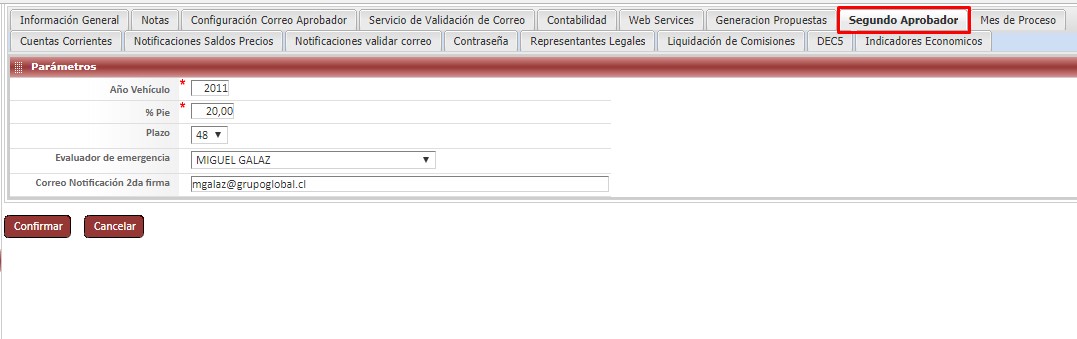 Información General Notas Configuración Correo Aprobador Servicio de Validación de Correo Contabilidad Web Services Generacion Propuestas Segundo Aprobador Mes de Proceso
Cuentas Corrientes Notificaciones Saldos Precios Notificaciones validar correo Contraseña Representantes Legales Liquidación de Comisiones DEC5 Indicadores Economicos
Parámetros
Año Vehículo * 2011
% Pie * 20,00
Plazo 48
Evaluador de emergencia MIGUEL GALAZ
Correo Notificación 2da firma mgalaz@grupoglobal.cl
Confirmar Cancelar